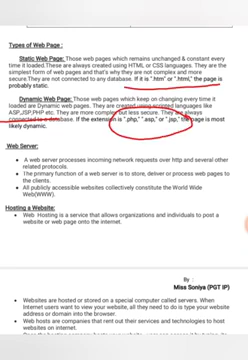 Types of Web Page :
Static Web Page: Those web pages which remains unchanged & constant every
time it loaded.These are always created using HTML or CSS languages. They are the
simplest form of web pages and that's why they are not complex and more
secure.They are not connected to any database. If it is ".htm" or ".html," the page is
probably static.
Dynamic Web Page: Those web pages which keep on changing every time it
loaded are Dynamic web pages. They are created using scripted languages like
ASP,JSP,PHP etc. They are more complex but less secure. They are always
connected to a database. If the extension is ".php," ".asp," or ".jsp," the page is most
likely dynamic.
Web Server:
• A web server processes incoming network requests over http and several other
related protocols.
• The primary function of a web server is to store, deliver or process web pages to
the clients.
• All publicly accessible websites collectively constitute the World Wide
Web(WWW).
Hosting a Website:
• Web Hosting is a service that allows organizations and individuals to post a
website or web page onto the internet.
By :
Miss Soniya (PGT IP)
• Websites are hosted or stored on a special computer called servers. When
Internet users want to view your website, all they need to do is type your website
address or domain into the browser.
• Web hosts are companies that rent out their services and technologies to host
websites on internet.